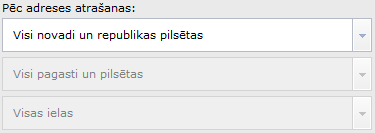 Pēc adreses atrašanas:
Visi novadi un republikas pilsētas
Visi pagasti un pilsētas
Visas ielas